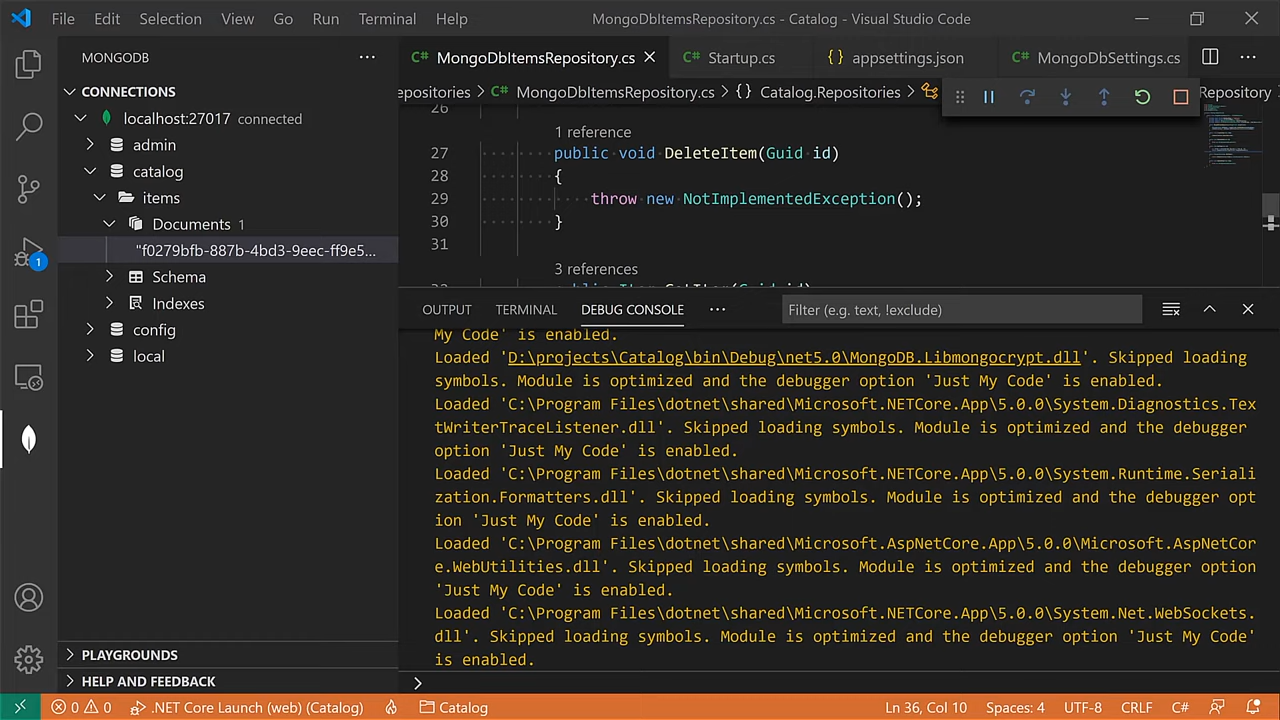 File Edit Selection View Go Run Terminal Help MongoDbItemsRepository.cs - Catalog - Visual Studio Code
MONGODB
CONNECTIONS
localhost:27017 connected
admin
catalog
items
Documents 1
"f0279bfb-887b-4bd3-9eec-ff9e5...
Schema
Indexes
config
local
PLAYGROUNDS
HELP AND FEEDBACK
1
C# MongoDbItemsRepository.cs C# Startup.cs {} appsettings.json C# MongoDbSettings.cs
epositories > C# MongoDbItemsRepository.cs > {} Catalog.Repositories > Repository
26
1 reference
27 public void DeleteItem(Guid id)
28 {
29 throw new NotImplementedException();
30 }
31
3 references
32 public Item GetItem(Guid id)
OUTPUT TERMINAL DEBUG CONSOLE ... Filter (e.g. text, !exclude)
My Code' is enabled.
Loaded 'D:\projects\Catalog\bin\Debug\net5.0\MongoDB.Libmongocrypt.dll'. Skipped loading
symbols. Module is optimized and the debugger option 'Just My Code' is enabled.
Loaded 'C:\Program Files\dotnet\shared\Microsoft.NETCore.App\5.0.0\System.Diagnostics.Tex
tWriterTraceListener.dll'. Skipped loading symbols. Module is optimized and the debugger
option 'Just My Code' is enabled.
Loaded 'C:\Program Files\dotnet\shared\Microsoft.NETCore.App\5.0.0\System.Runtime.Seriali
zation.Formatters.dll'. Skipped loading symbols. Module is optimized and the debugger opt
ion 'Just My Code' is enabled.
Loaded 'C:\Program Files\dotnet\shared\Microsoft.AspNetCore.App\5.0.0\Microsoft.AspNetCor
e.WebUtilities.dll'. Skipped loading symbols. Module is optimized and the debugger option
'Just My Code' is enabled.
Loaded 'C:\Program Files\dotnet\shared\Microsoft.NETCore.App\5.0.0\System.Net.WebSockets.
dll'. Skipped loading symbols. Module is optimized and the debugger option 'Just My Code'
is enabled.
>
0 0 .NET Core Launch (web) (Catalog) Catalog Ln 36, Col 10 Spaces: 4 UTF-8 CRLF C#